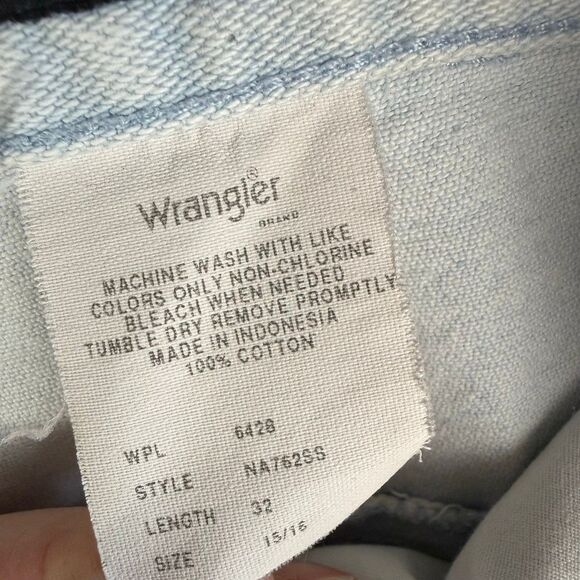 Wrangler®
BRAND
MACHINE WASH WITH LIKE
COLORS ONLY NON-CHLORINE
BLEACH WHEN NEEDED
TUMBLE DRY REMOVE PROMPTLY
MADE IN INDONESIA
100% COTTON
WPL 6428
STYLE NA762SS
LENGTH 32
SIZE 15/16